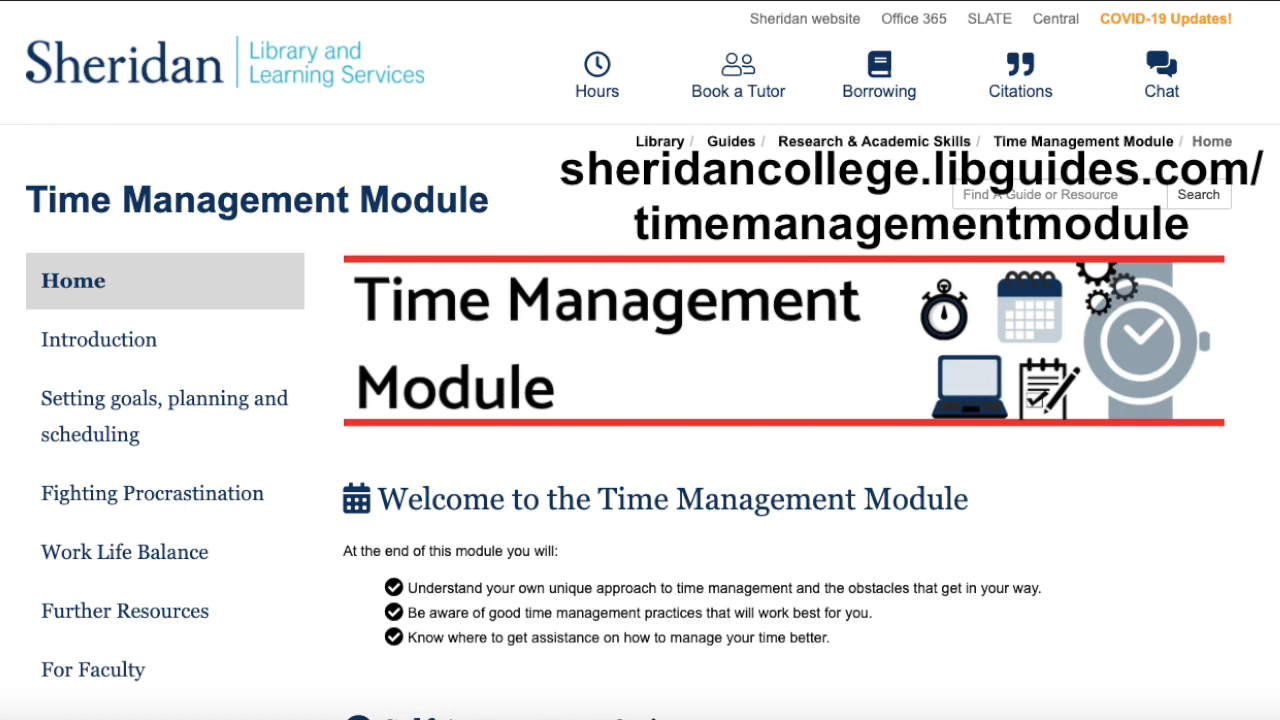 Sheridan website Office 365 SLATE Central COVID-19 Updates!
Sheridan
Library and
Learning Services
Hours Book a Tutor Borrowing Citations Chat
Library / Guides / Research & Academic Skills / Time Management Module / Home
sheridancollege.libguides.com/
timemanagementmodule
Find A Guide or Resource Search
Time Management Module
Home
Introduction
Setting goals, planning and
scheduling
Fighting Procrastination
Work Life Balance
Further Resources
For Faculty
Time Management
Module
Welcome to the Time Management Module
At the end of this module you will:
Understand your own unique approach to time management and the obstacles that get in your way.
Be aware of good time management practices that will work best for you.
Know where to get assistance on how to manage your time better.